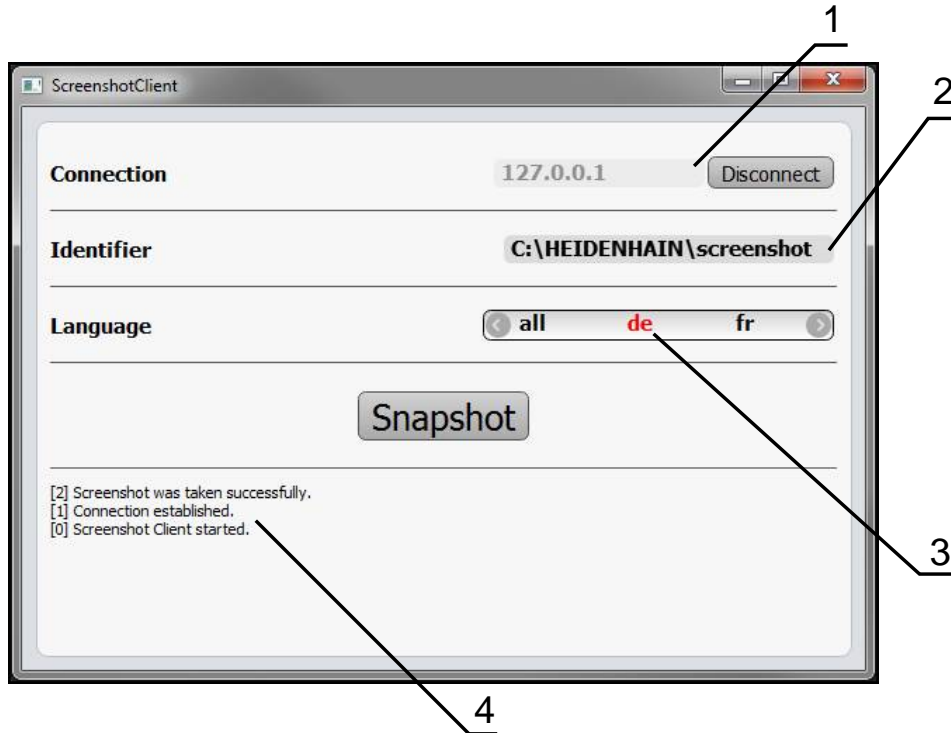 1
ScreenshotClient
2
Connection 127.0.0.1 Disconnect
Identifier C:\HEIDENHAIN\screenshot
Language all de fr
Snapshot
[2] Screenshot was taken successfully.
[1] Connection established.
[0] Screenshot Client started.
3
4